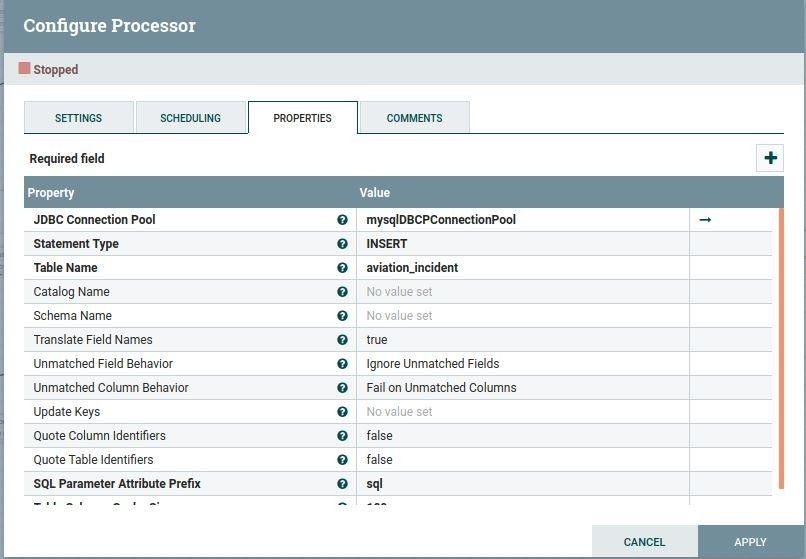 Configure Processor
Stopped
SETTINGS SCHEDULING PROPERTIES COMMENTS
Required field
Property Value
JDBC Connection Pool mysqlDBCPConnectionPool
Statement Type INSERT
Table Name aviation_incident
Catalog Name No value set
Schema Name No value set
Translate Field Names true
Unmatched Field Behavior Ignore Unmatched Fields
Unmatched Column Behavior Fail on Unmatched Columns
Update Keys No value set
Quote Column Identifiers false
Quote Table Identifiers false
SQL Parameter Attribute Prefix sql
CANCEL APPLY